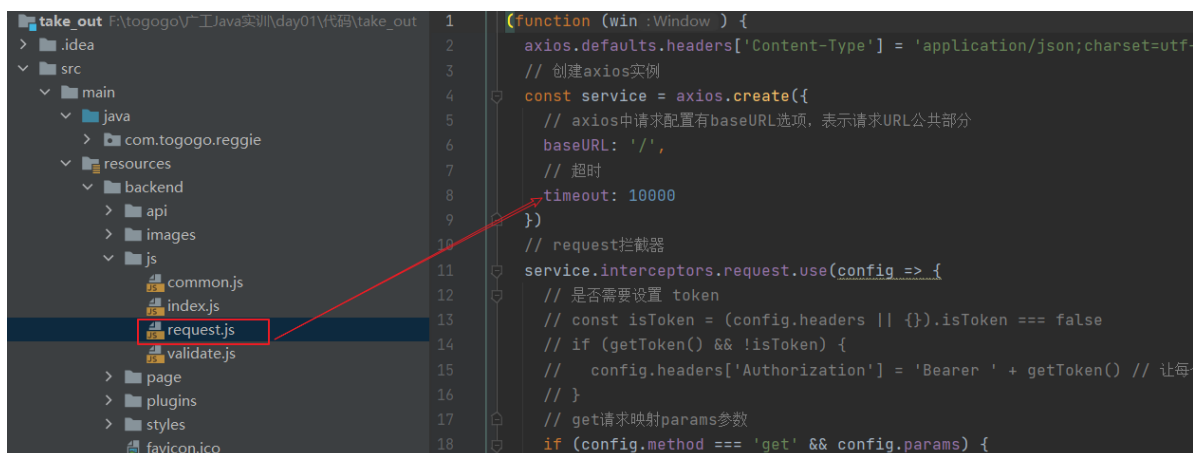 take_out F:\togogo\广工Java实训\day01\代码\take_out
.idea
src
main
java
com.togogo.reggie
resources
backend
api
images
js
common.js
index.js
request.js
validate.js
page
plugins
styles
favicon.ico
1 (function (win :Window ) {
2 axios.defaults.headers['Content-Type'] = 'application/json;charset=utf-
3 // 创建axios实例
4 const service = axios.create({
5 // axios中请求配置有baseURL选项，表示请求URL公共部分
6 baseURL: '/',
7 // 超时
8 timeout: 10000
9 })
10 // request拦截器
11 service.interceptors.request.use(config => {
12 // 是否需要设置 token
13 // const isToken = (config.headers || {}).isToken === false
14 // if (getToken() && !isToken) {
15 //   config.headers['Authorization'] = 'Bearer ' + getToken() // 让每
16 // }
17 // get请求映射params参数
18 if (config.method === 'get' && config.params) {